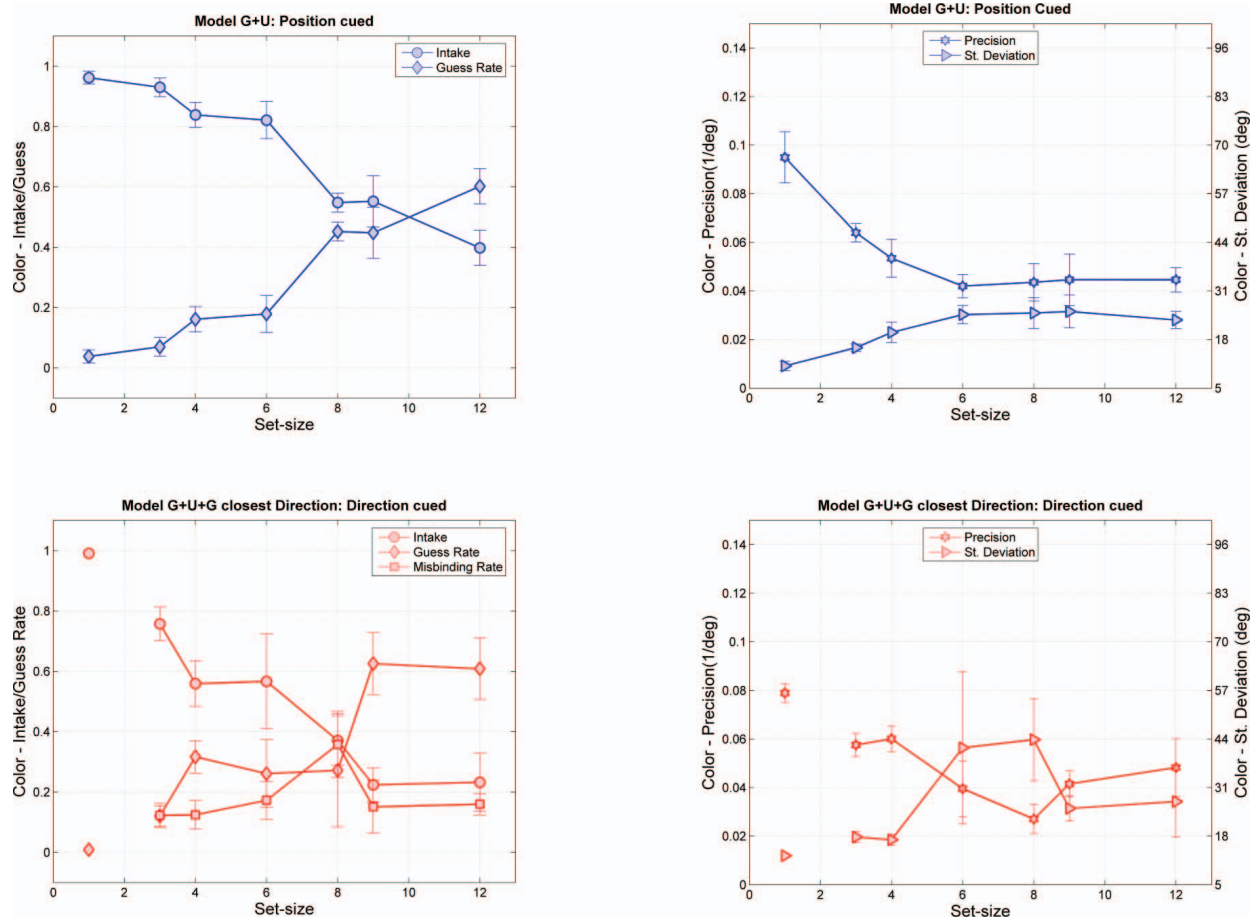 Model G+U: Position cued
Intake
Guess Rate
1
0.8
0.6
0.4
0.2
0
Color - Intake/Guess
0 2 4 6 8 10 12
Set-size
Model G+U: Position Cued
Precision
St. Deviation
0.14
0.12
0.1
0.08
0.06
0.04
0.02
0
Color - Precision(1/deg)
96
83
70
57
44
31
18
5
Color - St. Deviation (deg)
0 2 4 6 8 10 12
Set-size
Model G+U+G closest Direction: Direction cued
Intake
Guess Rate
Misbinding Rate
1
0.8
0.6
0.4
0.2
0
Color - Intake/Guess Rate
0 2 4 6 8 10 12
Set-size
Model G+U+G closest Direction: Direction cued
Precision
St. Deviation
0.14
0.12
0.1
0.08
0.06
0.04
0.02
0
Color - Precision(1/deg)
96
83
70
57
44
31
18
5
Color - St. Deviation (deg)
0 2 4 6 8 10 12
Set-size